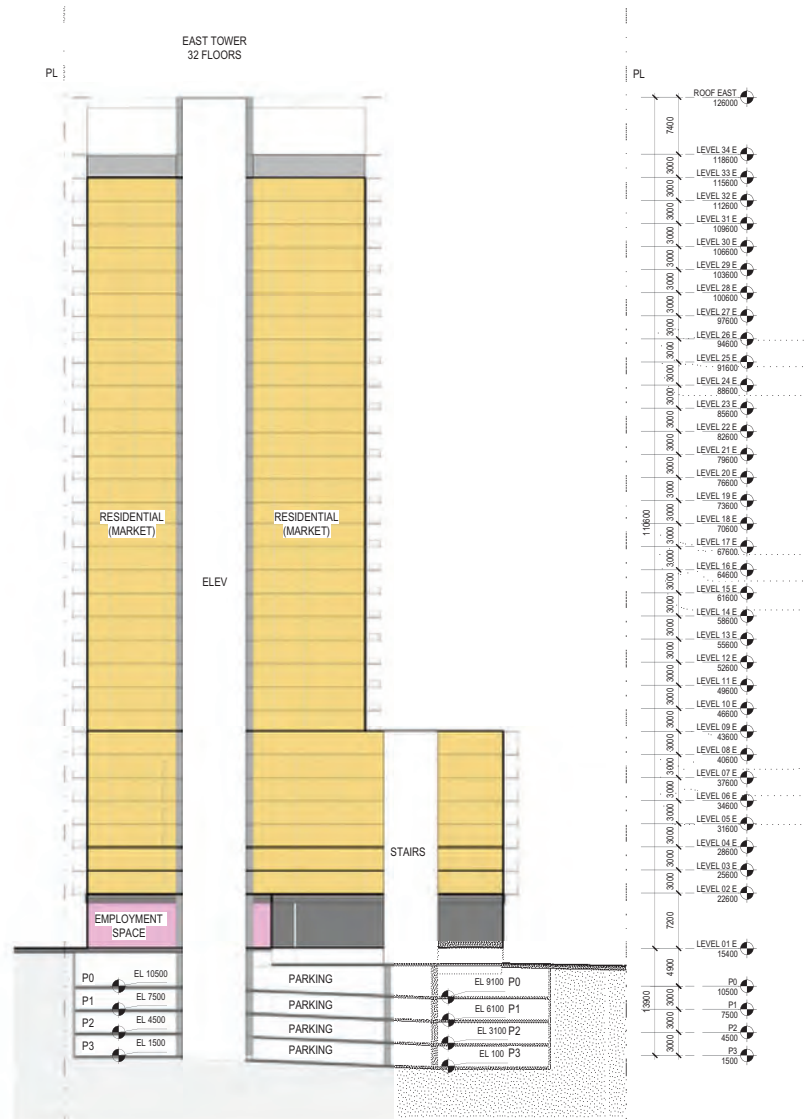 EAST TOWER
32 FLOORS
PL
PL
ROOF EAST
126000
7400
LEVEL 34 E
118600
3000
LEVEL 33 E
115600
3000
LEVEL 32 E
112600
3000
LEVEL 31 E
109600
3000
LEVEL 30 E
106600
3000
LEVEL 29 E
103600
3000
LEVEL 28 E
100600
3000
LEVEL 27 E
97600
3000
LEVEL 26 E
94600
3000
LEVEL 25 E
91600
3000
LEVEL 24 E
88600
3000
LEVEL 23 E
85600
3000
LEVEL 22 E
82600
3000
LEVEL 21 E
79600
3000
LEVEL 20 E
76600
3000
LEVEL 19 E
73600
3000
RESIDENTIAL
(MARKET)
RESIDENTIAL
(MARKET)
110600
LEVEL 18 E
70600
3000
LEVEL 17 E
67600
3000
LEVEL 16 E
64600
3000
ELEV
LEVEL 15 E
61600
3000
LEVEL 14 E
58600
3000
LEVEL 13 E
55600
3000
LEVEL 12 E
52600
3000
LEVEL 11 E
49600
3000
LEVEL 10 E
46600
3000
LEVEL 09 E
43600
3000
LEVEL 08 E
40600
3000
LEVEL 07 E
37600
3000
LEVEL 06 E
34600
3000
LEVEL 05 E
31600
3000
LEVEL 04 E
28600
3000
STAIRS
LEVEL 03 E
25600
3000
LEVEL 02 E
22600
7200
EMPLOYMENT
SPACE
LEVEL 01 E
15400
4900
P0 EL 10500
PARKING
EL 9100 P0
P0
10500
3000
P1 EL 7500
PARKING
EL 6100 P1
13900
P1
7500
3000
P2 EL 4500
PARKING
EL 3100 P2
P2
4500
3000
P3 EL 1500
PARKING
EL 100 P3
P3
1500